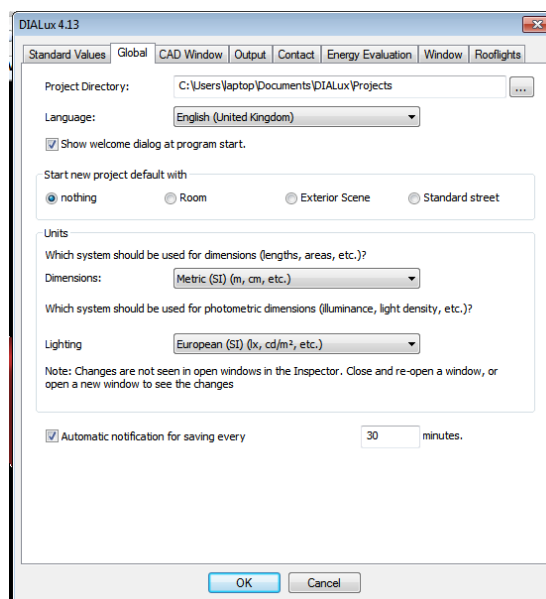 DIALux 4.13
Standard Values Global CAD Window Output Contact Energy Evaluation Window Rooflights
Project Directory: C:\Users\laptop\Documents\DIALux\Projects ...
Language: English (United Kingdom)
Show welcome dialog at program start.
Start new project default with
nothing Room Exterior Scene Standard street
Units
Which system should be used for dimensions (lengths, areas, etc.)?
Dimensions: Metric (SI) (m, cm, etc.)
Which system should be used for photometric dimensions (illuminance, light density, etc.)?
Lighting European (SI) (lx, cd/m², etc.)
Note: Changes are not seen in open windows in the Inspector. Close and re-open a window, or
open a new window to see the changes
Automatic notification for saving every 30 minutes.
OK Cancel